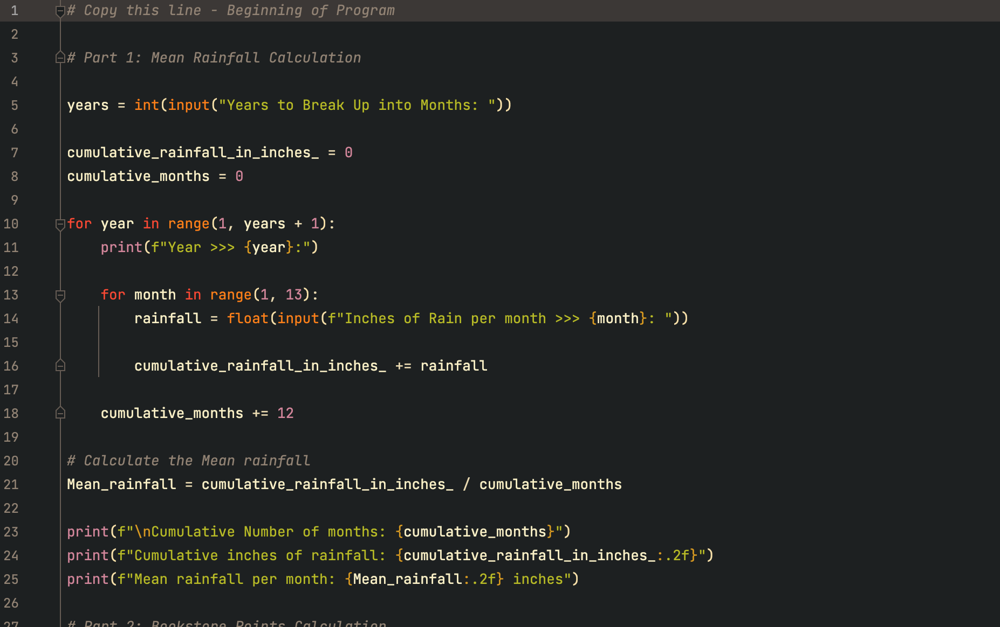 1 # Copy this line - Beginning of Program
2
3 # Part 1: Mean Rainfall Calculation
4
5 years = int(input("Years to Break Up into Months: "))
6
7 cumulative_rainfall_in_inches_ = 0
8 cumulative_months = 0
9
10 for year in range(1, years + 1):
11     print(f"Year >>> {year}:")
12
13     for month in range(1, 13):
14         rainfall = float(input(f"Inches of Rain per month >>> {month}: "))
15
16         cumulative_rainfall_in_inches_ += rainfall
17
18     cumulative_months += 12
19
20 # Calculate the Mean rainfall
21 Mean_rainfall = cumulative_rainfall_in_inches_ / cumulative_months
22
23 print(f"\nCumulative Number of months: {cumulative_months}")
24 print(f"Cumulative inches of rainfall: {cumulative_rainfall_in_inches_:.2f}")
25 print(f"Mean rainfall per month: {Mean_rainfall:.2f} inches")
26
27 # Part 2: Bookstore Points Calculation